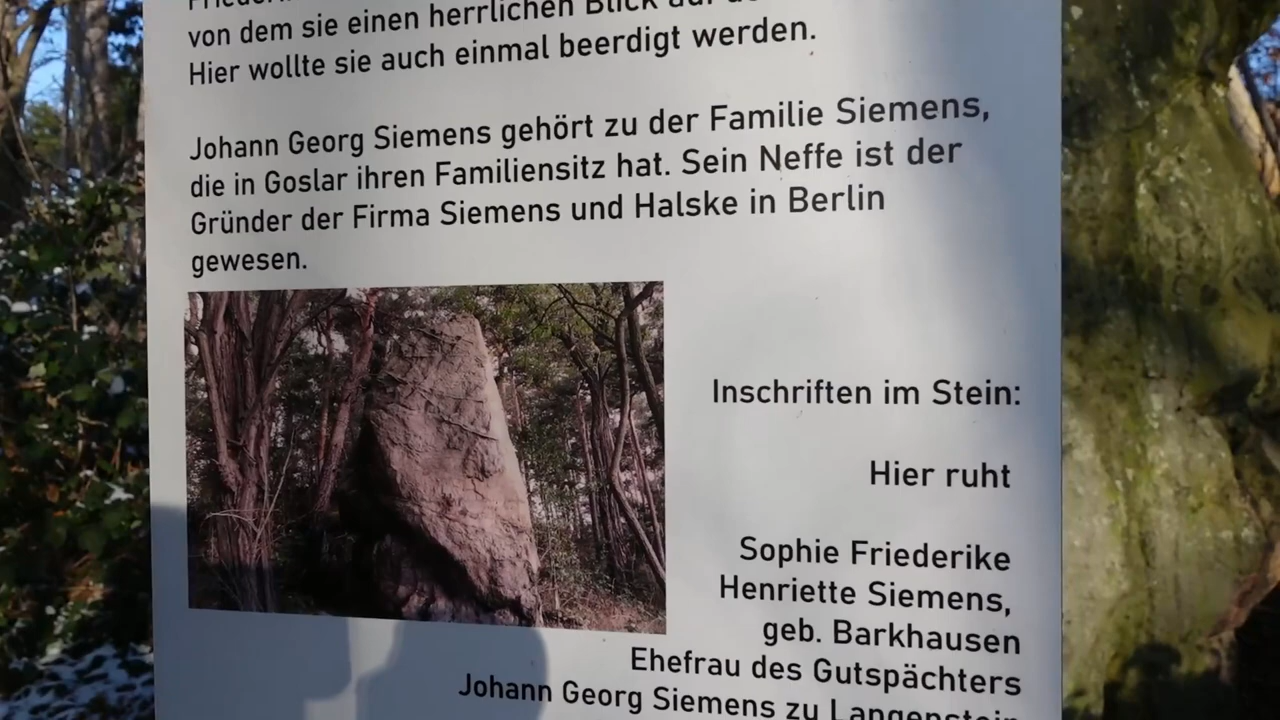 von dem sie einen herrlichen Blick auf
Hier wollte sie auch einmal beerdigt werden.
Johann Georg Siemens gehört zu der Familie Siemens,
die in Goslar ihren Familiensitz hat. Sein Neffe ist der
Gründer der Firma Siemens und Halske in Berlin
gewesen.
Inschriften im Stein:
Hier ruht
Sophie Friederike
Henriette Siemens,
geb. Barkhausen
Ehefrau des Gutspächters
Johann Georg Siemens zu Langenstein